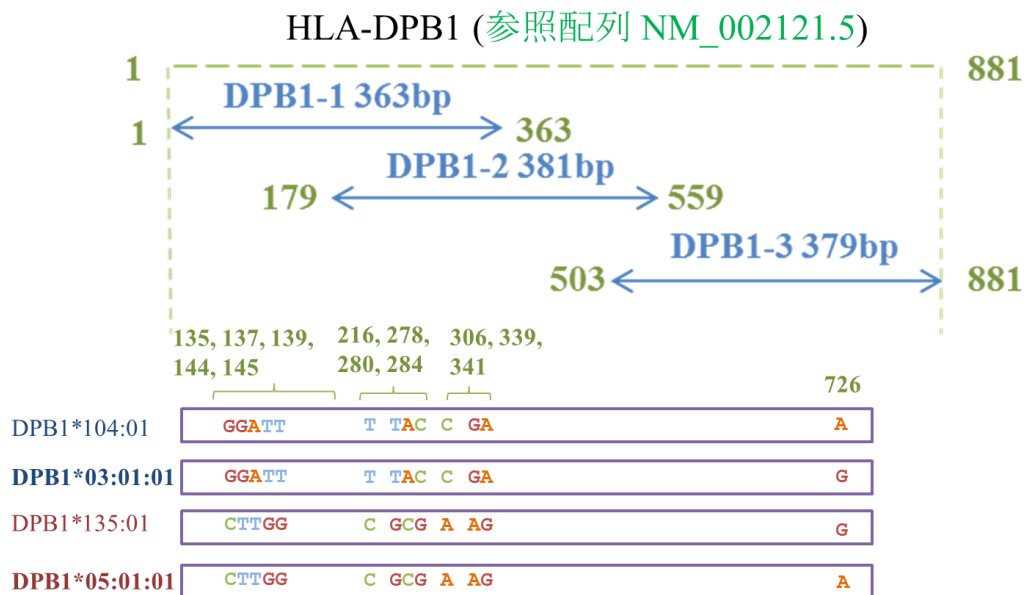 HLA-DPB1 (参照配列 NM_002121.5)
1 881
DPB1-1 363bp
1 363
DPB1-2 381bp
179 559
DPB1-3 379bp
503 881
135, 137, 139,
144, 145
216, 278,
280, 284
306, 339,
341
726
DPB1*104:01 GGATT T TAC C GA A
DPB1*03:01:01 GGATT T TAC C GA G
DPB1*135:01 CTTGG C GCG A AG G
DPB1*05:01:01 CTTGG C GCG A AG A